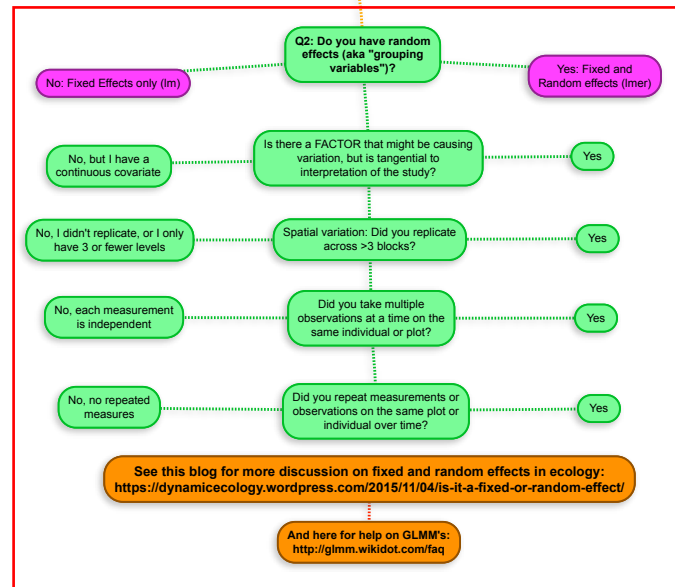 Q2: Do you have random
effects (aka "grouping
variables")?
No: Fixed Effects only (lm)
Yes: Fixed and
Random effects (lmer)
Is there a FACTOR that might be causing
variation, but is tangential to
interpretation of the study?
No, but I have a
continuous covariate
Yes
No, I didn't replicate, or I only
have 3 or fewer levels
Spatial variation: Did you replicate
across >3 blocks?
Yes
No, each measurement
is independent
Did you take multiple
observations at a time on the
same individual or plot?
Yes
No, no repeated
measures
Did you repeat measurements or
observations on the same plot or
individual over time?
Yes
See this blog for more discussion on fixed and random effects in ecology:
https://dynamicecology.wordpress.com/2015/11/04/is-it-a-fixed-or-random-effect/
And here for help on GLMM's:
http://glmm.wikidot.com/faq